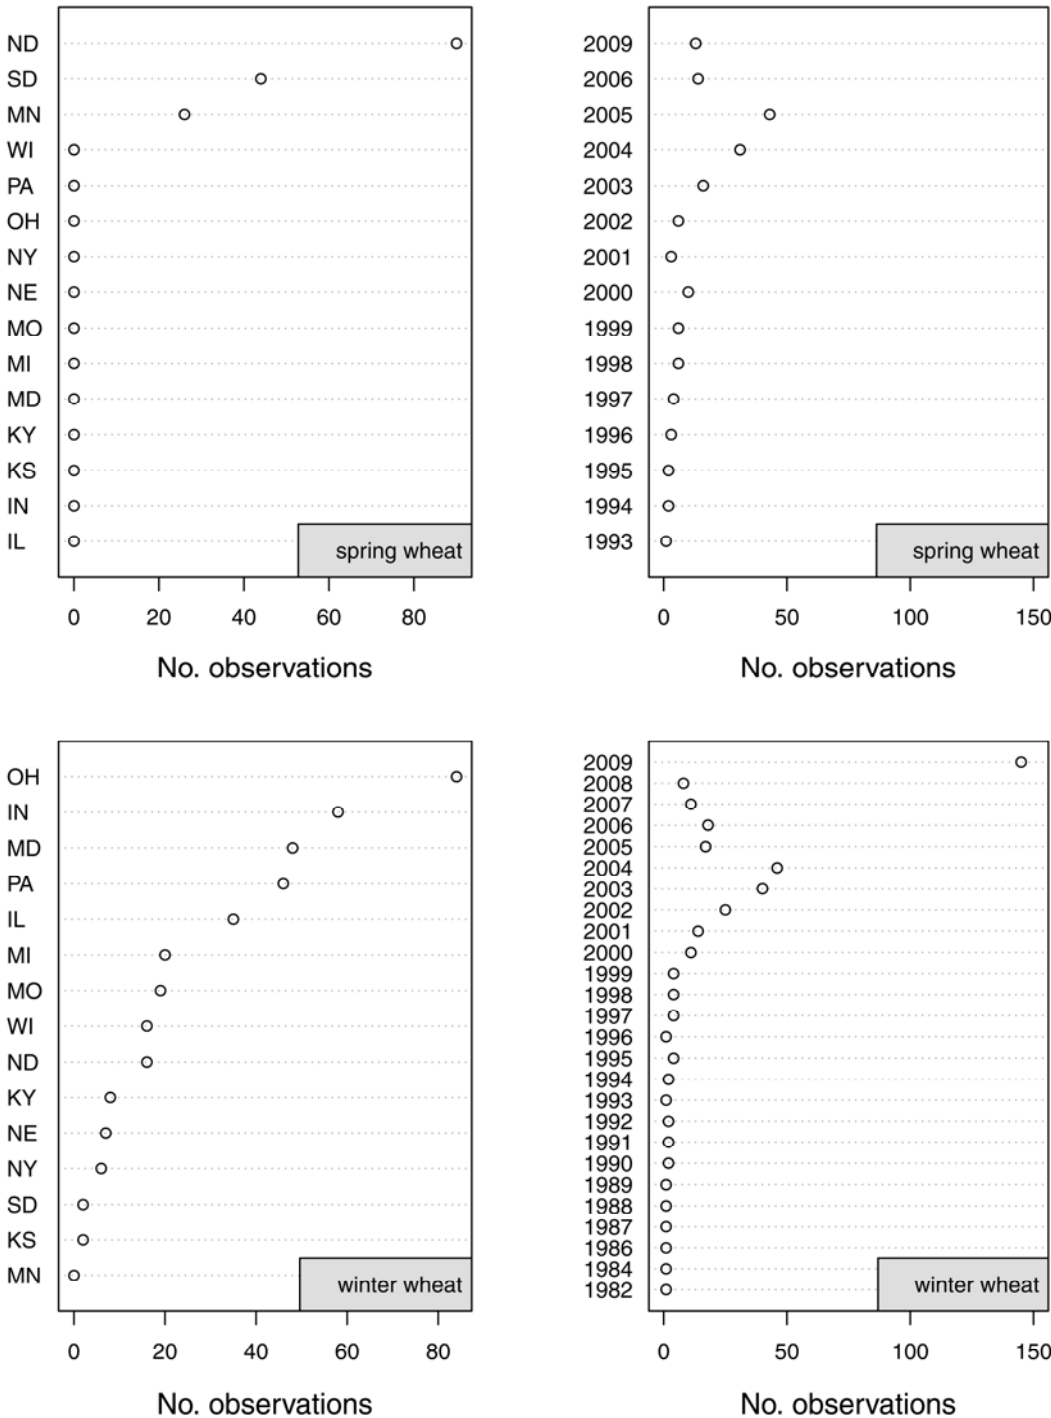 ND
SD
MN
WI
PA
OH
NY
NE
MO
MI
MD
KY
KS
IN
IL
spring wheat
0 20 40 60 80
No. observations
2009
2006
2005
2004
2003
2002
2001
2000
1999
1998
1997
1996
1995
1994
1993
spring wheat
0 50 100 150
No. observations
OH
IN
MD
PA
IL
MI
MO
WI
ND
KY
NE
NY
SD
KS
MN
winter wheat
0 20 40 60 80
No. observations
2009
2008
2007
2006
2005
2004
2003
2002
2001
2000
1999
1998
1997
1996
1995
1994
1993
1992
1991
1990
1989
1988
1987
1986
1984
1982
winter wheat
0 50 100 150
No. observations